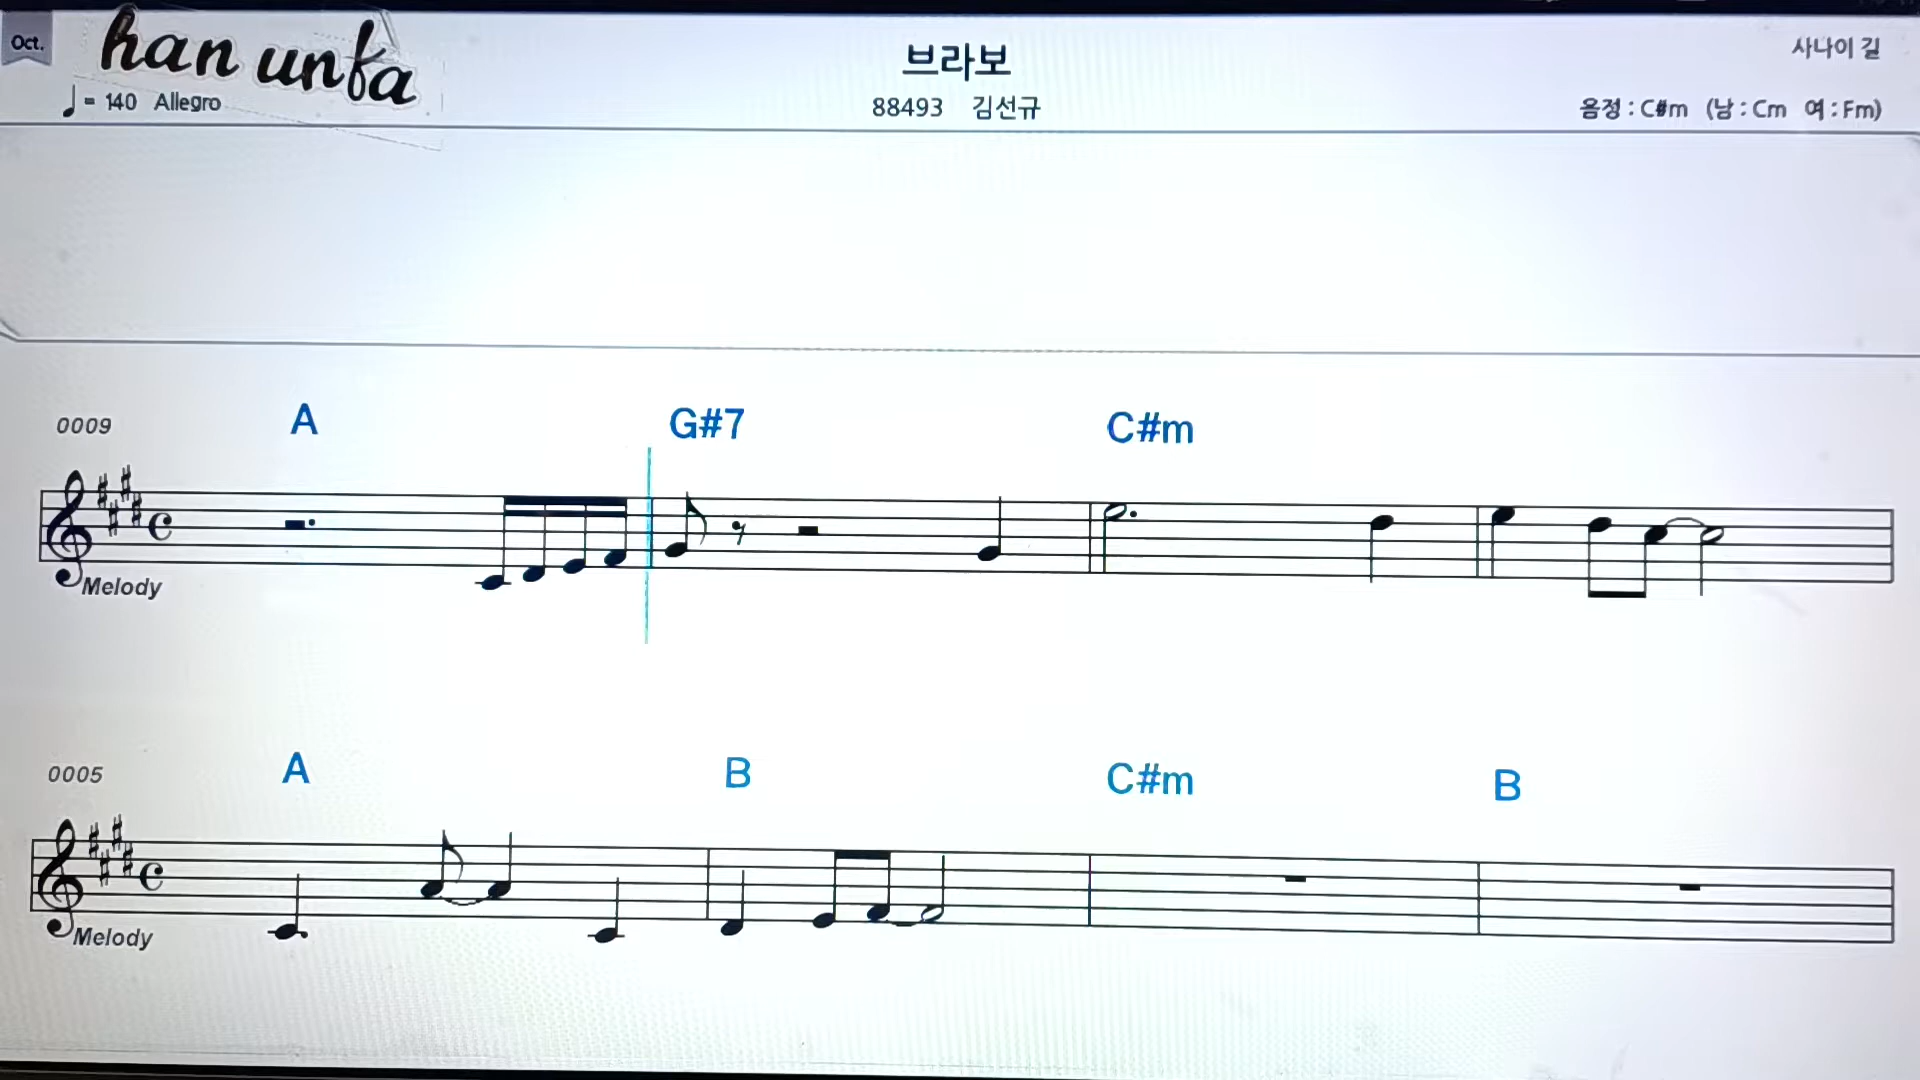 Oct.
han unfa
♩ = 140 Allegro
브라보
88493 김선규
사나이 길
음정 : C#m (남 : Cm 여 : Fm)
0009
A G#7 C#m
Melody
0005
A B C#m B
Melody